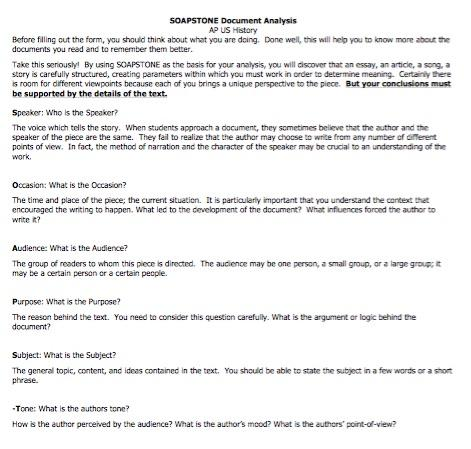 SOAPSTONE Document Analysis
AP US History
Before filling out the form, you should think about what you are doing.  Done well, this will help you to know more about the
documents you read and to remember them better.
Take this seriously!  By using SOAPSTONE as the basis for your analysis, you will discover that an essay, an article, a song, a
story is carefully structured, creating parameters within which you must work in order to determine meaning.  Certainly there
is room for different viewpoints because each of you brings a unique perspective to the piece.  But your conclusions must
be supported by the details of the text.
Speaker: Who is the Speaker?
The voice which tells the story.  When students approach a document, they sometimes believe that the author and the
speaker of the piece are the same.  They fail to realize that the author may choose to write from any number of different
points of view.  In fact, the method of narration and the character of the speaker may be crucial to an understanding of the
work.
Occasion: What is the Occasion?
The time and place of the piece; the current situation.  It is particularly important that you understand the context that
encouraged the writing to happen. What led to the development of the document?  What influences forced the author to
write it?
Audience: What is the Audience?
The group of readers to whom this piece is directed.  The audience may be one person, a small group, or a large group; it
may be a certain person or a certain people.
Purpose: What is the Purpose?
The reason behind the text.  You need to consider this question carefully. What is the argument or logic behind the
document?
Subject: What is the Subject?
The general topic, content, and ideas contained in the text.  You should be able to state the subject in a few words or a short
phrase.
-Tone: What is the authors tone?
How is the author perceived by the audience? What is the author's mood? What is the authors' point-of-view?